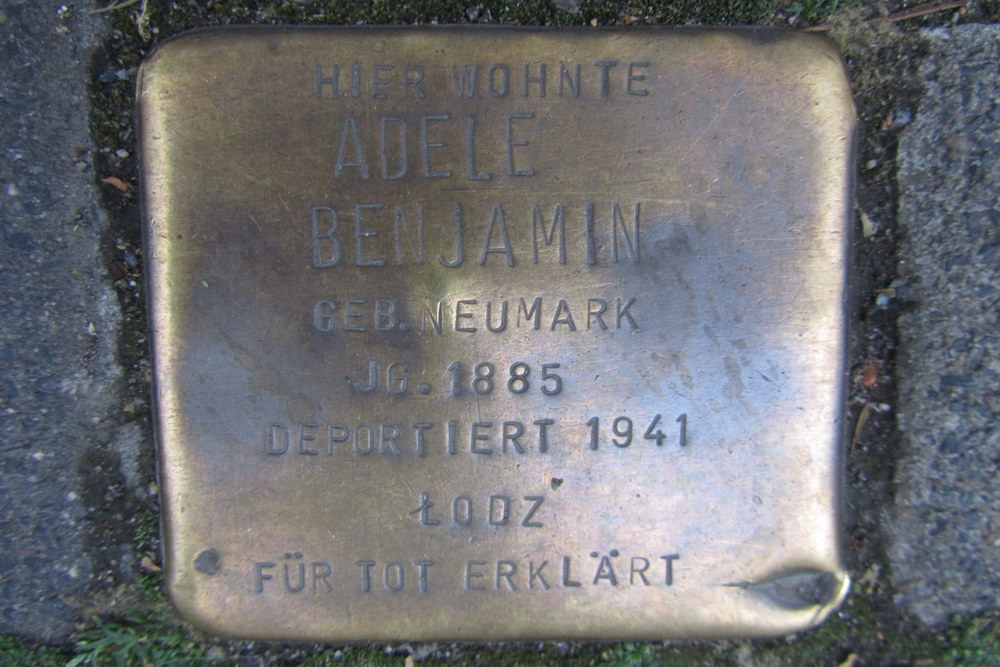 HIER WOHNTE
ADELE
BENJAMIN
GEB. NEUMARK
JG. 1885
DEPORTIERT 1941
ŁODZ
FÜR TOT ERKLÄRT